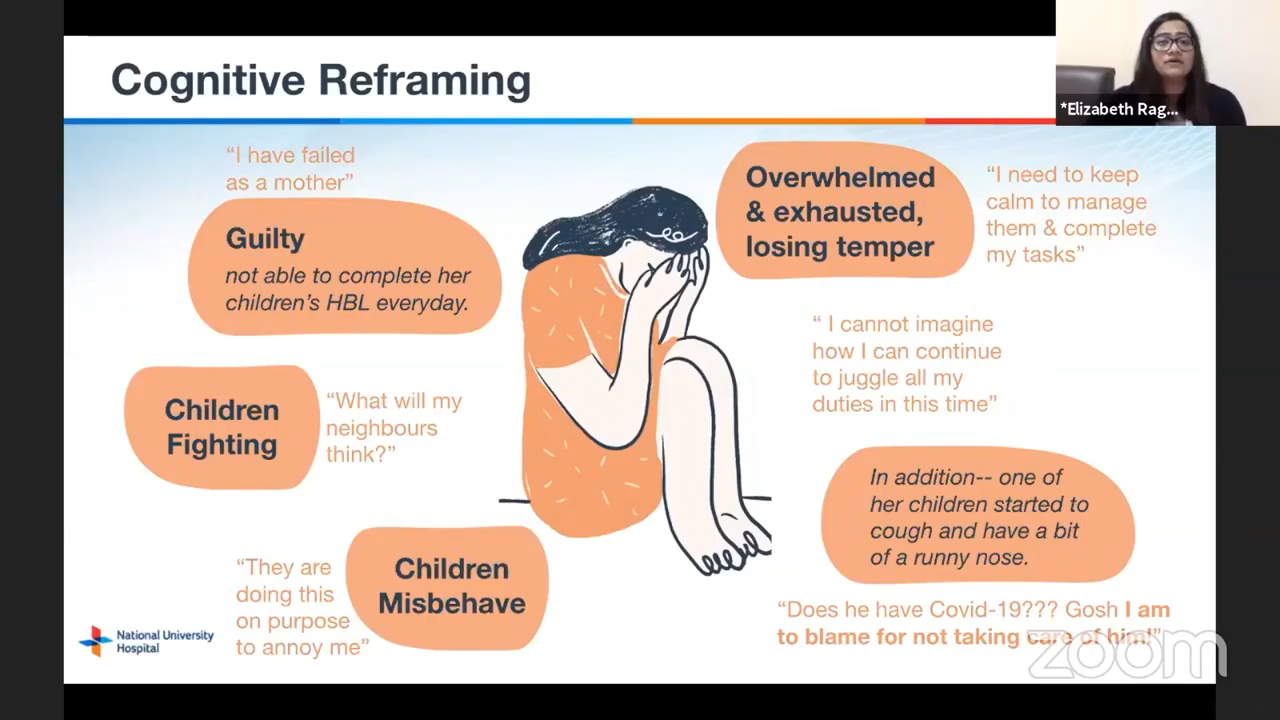 Cognitive Reframing
*Elizabeth Rag...
“I have failed
as a mother”
Guilty
not able to complete her
children’s HBL everyday.
Overwhelmed
& exhausted,
losing temper
“I need to keep
calm to manage
them & complete
my tasks”
“ I cannot imagine
how I can continue
to juggle all my
duties in this time”
Children
Fighting
“What will my
neighbours
think?”
In addition-- one of
her children started to
cough and have a bit
of a runny nose.
“They are
doing this
on purpose
to annoy me”
Children
Misbehave
“Does he have Covid-19??? Gosh I am
to blame for not taking care of him!”
National University
Hospital
zoom